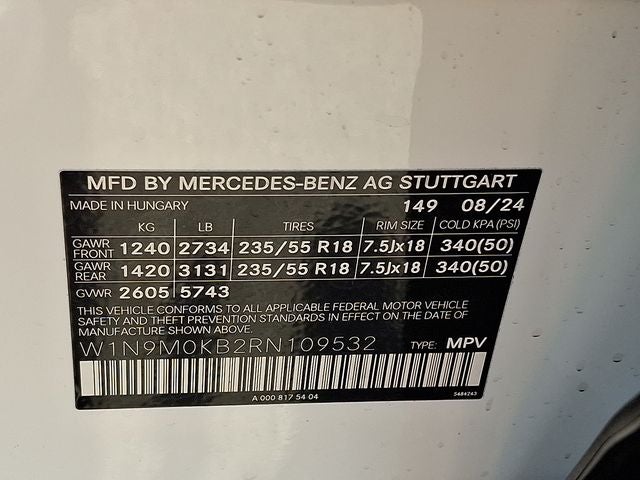 MFD BY MERCEDES-BENZ AG STUTTGART
MADE IN HUNGARY 149 08/24
KG LB TIRES RIM SIZE COLD KPA (PSI)
GAWR FRONT 1240 2734 235/55 R18 7.5Jx18 340(50)
GAWR REAR 1420 3131 235/55 R18 7.5Jx18 340(50)
GVWR 2605 5743
THIS VEHICLE CONFORMS TO ALL APPLICABLE FEDERAL MOTOR VEHICLE
SAFETY AND THEFT PREVENTION STANDARDS IN EFFECT ON THE DATE OF
MANUFACTURE SHOWN ABOVE.
W1N9M0KB2RN109532 TYPE: MPV
A 000 817 54 04 5484263